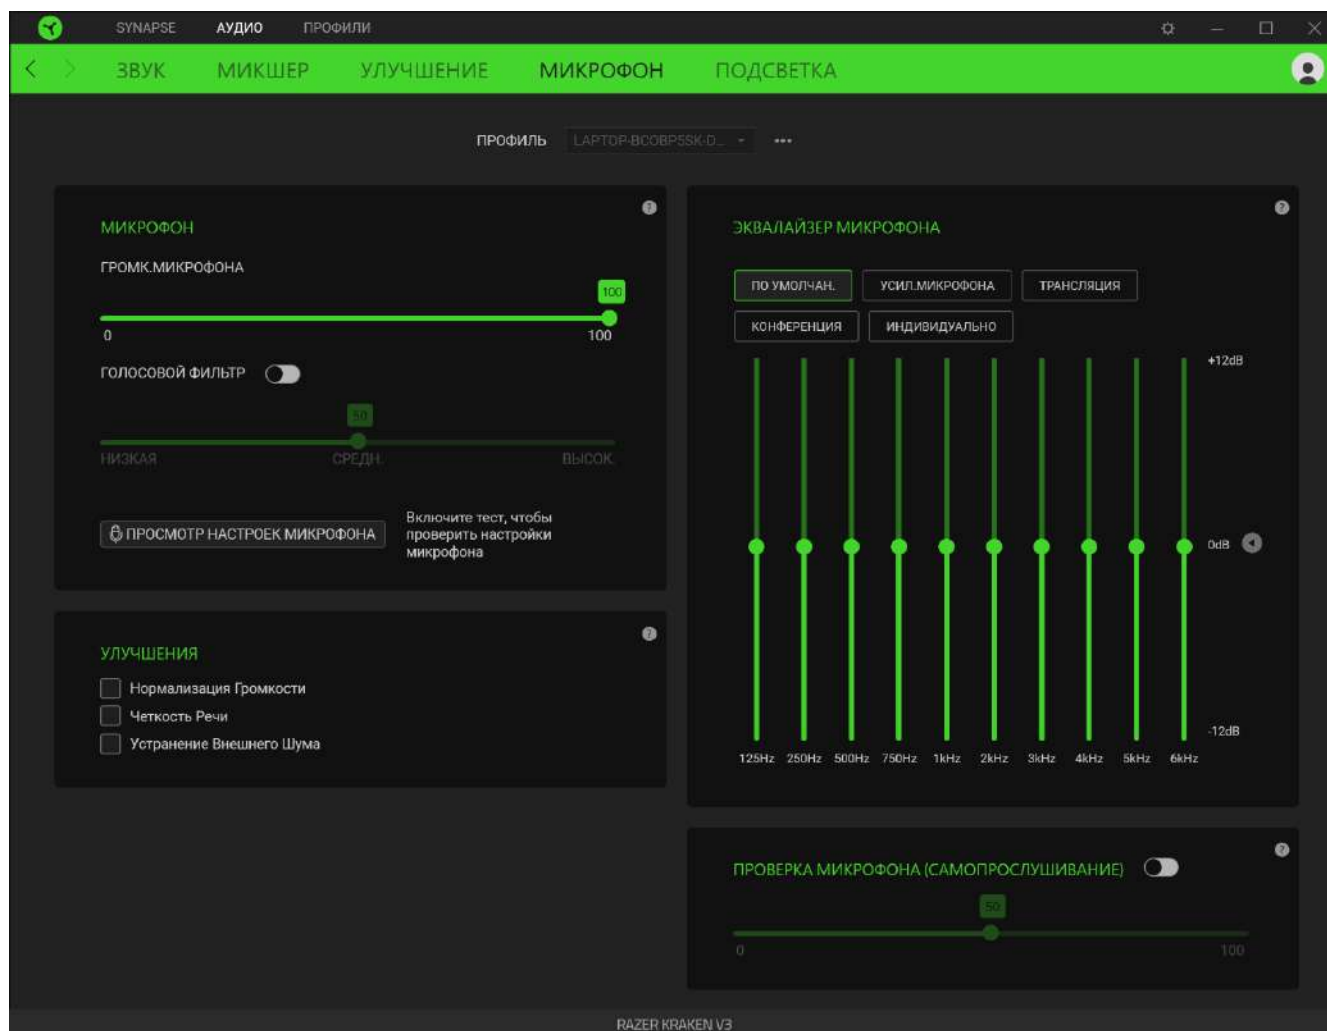 SYNAPSE АУДИО ПРОФИЛИ
ЗВУК МИКШЕР УЛУЧШЕНИЕ МИКРОФОН ПОДСВЕТКА
ПРОФИЛЬ LAPTOP-BCOBP5SK-D...
МИКРОФОН
ГРОМК.МИКРОФОНА
100
0 100
ГОЛОСОВОЙ ФИЛЬТР
50
НИЗКАЯ СРЕДН. ВЫСОК.
ПРОСМОТР НАСТРОЕК МИКРОФОНА
Включите тест, чтобы
проверить настройки
микрофона
УЛУЧШЕНИЯ
Нормализация Громкости
Четкость Речи
Устранение Внешнего Шума
ЭКВАЛАЙЗЕР МИКРОФОНА
ПО УМОЛЧАН. УСИЛ.МИКРОФОНА ТРАНСЛЯЦИЯ
КОНФЕРЕНЦИЯ ИНДИВИДУАЛЬНО
+12dB
0dB
-12dB
125Hz 250Hz 500Hz 750Hz 1kHz 2kHz 3kHz 4kHz 5kHz 6kHz
ПРОВЕРКА МИКРОФОНА (САМОПРОСЛУШИВАНИЕ)
50
0 100
RAZER KRAKEN V3